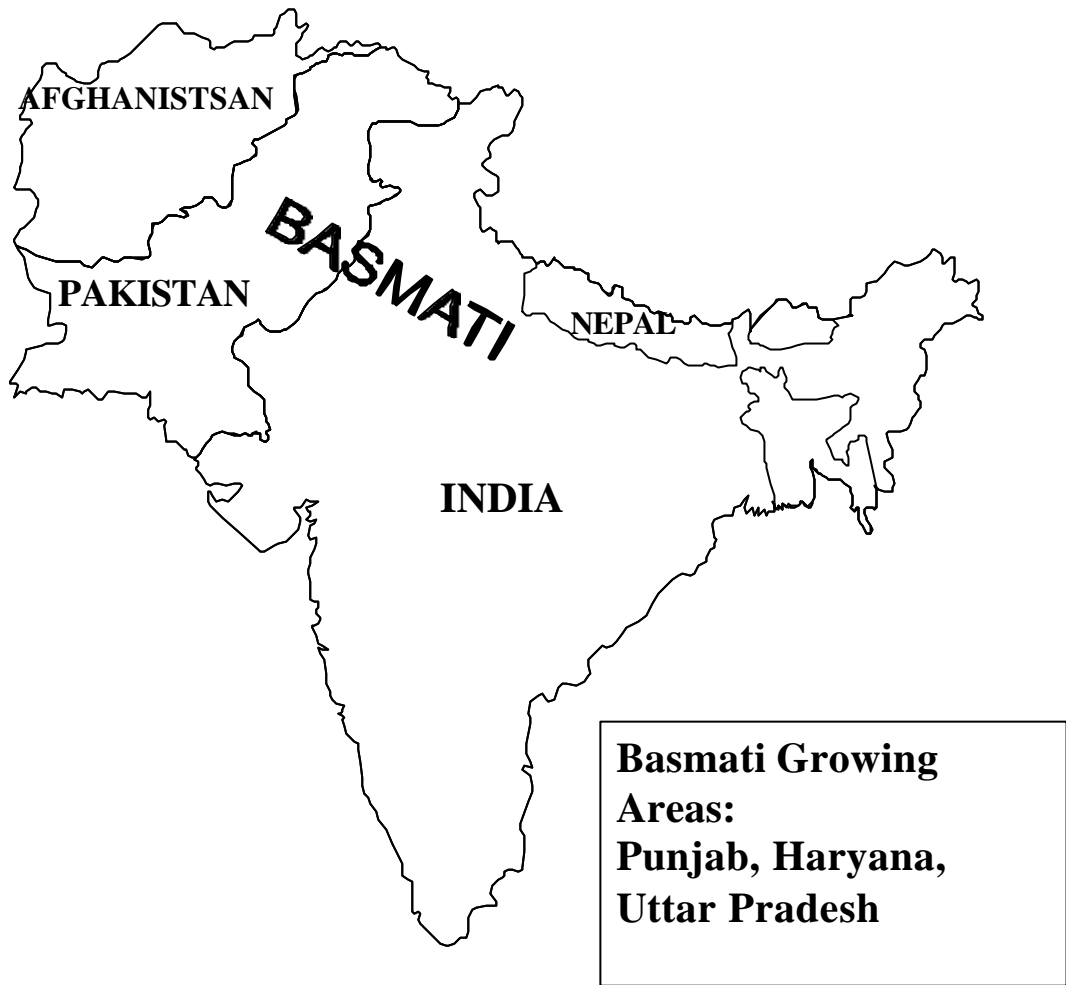 AFGHANISTSAN
BASMATI
PAKISTAN
NEPAL
INDIA
Basmati Growing
Areas:
Punjab, Haryana,
Uttar Pradesh